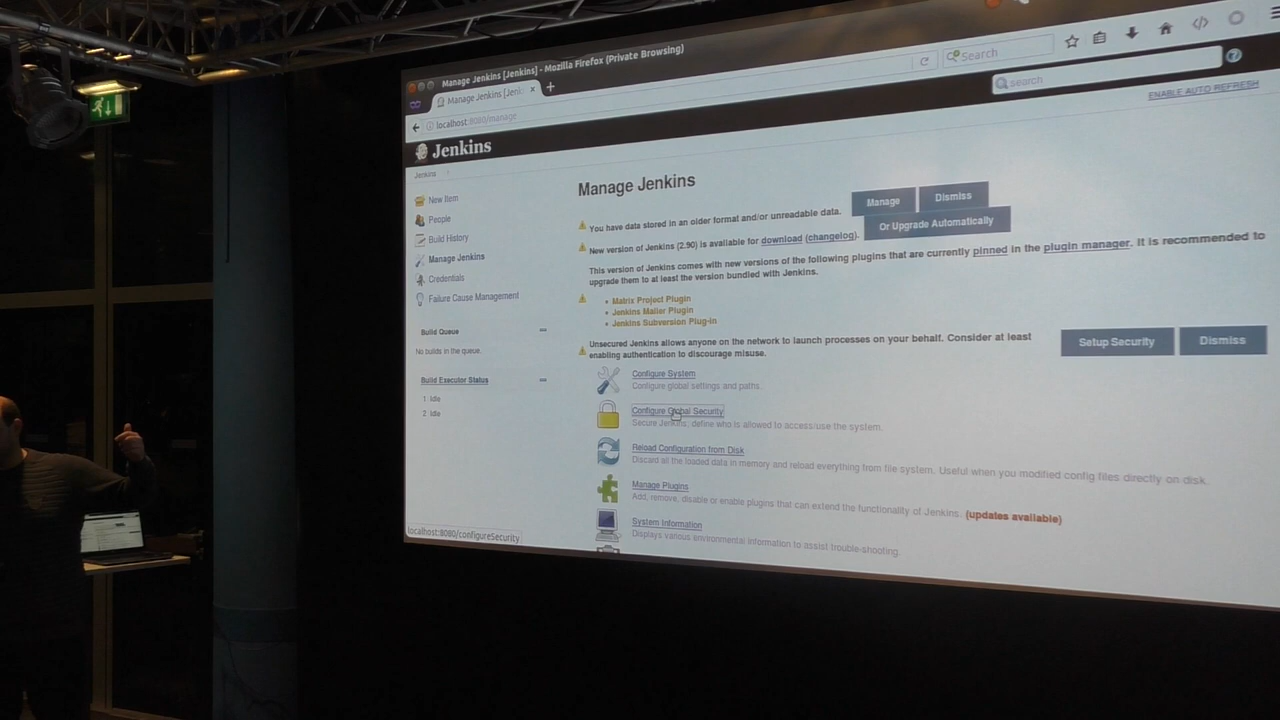 Manage Jenkins [Jenkins] - Mozilla Firefox (Private Browsing)
Manage Jenkins [Jenk
localhost:8080/manage
Search
Jenkins
search
ENABLE AUTO REFRESH
Jenkins
New Item
People
Build History
Manage Jenkins
Credentials
Failure Cause Management
Build Queue
No builds in the queue.
Build Executor Status
1 Idle
2 Idle
Manage Jenkins
You have data stored in an older format and/or unreadable data.
Manage
Dismiss
New version of Jenkins (2.90) is available for download (changelog).
Or Upgrade Automatically
This version of Jenkins comes with new versions of the following plugins that are currently pinned in the plugin manager. It is recommended to
upgrade them to at least the version bundled with Jenkins.
• Matrix Project Plugin
• Jenkins Mailer Plugin
• Jenkins Subversion Plug-in
Unsecured Jenkins allows anyone on the network to launch processes on your behalf. Consider at least
enabling authentication to discourage misuse.
Setup Security
Dismiss
Configure System
Configure global settings and paths.
Configure Global Security
Secure Jenkins; define who is allowed to access/use the system.
Reload Configuration from Disk
Discard all the loaded data in memory and reload everything from file system. Useful when you modified config files directly on disk.
Manage Plugins
Add, remove, disable or enable plugins that can extend the functionality of Jenkins. (updates available)
System Information
Displays various environmental information to assist trouble-shooting.
localhost:8080/configureSecurity